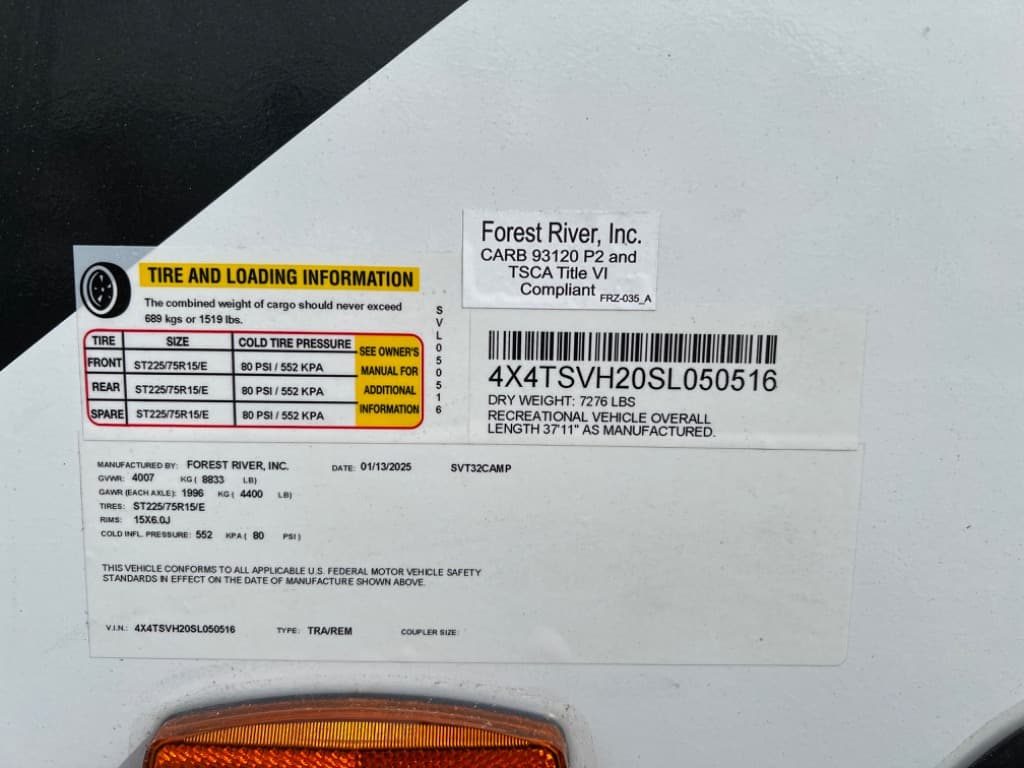 Forest River, Inc.
CARB 93120 P2 and
TSCA Title VI
Compliant FRZ-035_A
TIRE AND LOADING INFORMATION
The combined weight of cargo should never exceed
689 kgs or 1519 lbs.
TIRE SIZE COLD TIRE PRESSURE
FRONT ST225/75R15/E 80 PSI / 552 KPA
REAR ST225/75R15/E 80 PSI / 552 KPA
SPARE ST225/75R15/E 80 PSI / 552 KPA
SEE OWNER'S
MANUAL FOR
ADDITIONAL
INFORMATION
SVL050516
4X4TSVH20SL050516
DRY WEIGHT: 7276 LBS
RECREATIONAL VEHICLE OVERALL
LENGTH 37'11" AS MANUFACTURED.
MANUFACTURED BY: FOREST RIVER, INC. DATE: 01/13/2025 SVT32CAMP
GVWR: 4007 KG ( 8833 LB)
GAWR (EACH AXLE): 1996 KG ( 4400 LB)
TIRES: ST225/75R15/E
RIMS: 15X6.0J
COLD INFL. PRESSURE: 552 KPA ( 80 PSI )
THIS VEHICLE CONFORMS TO ALL APPLICABLE U.S. FEDERAL MOTOR VEHICLE SAFETY
STANDARDS IN EFFECT ON THE DATE OF MANUFACTURE SHOWN ABOVE.
V.I.N.: 4X4TSVH20SL050516 TYPE: TRA/REM COUPLER SIZE: